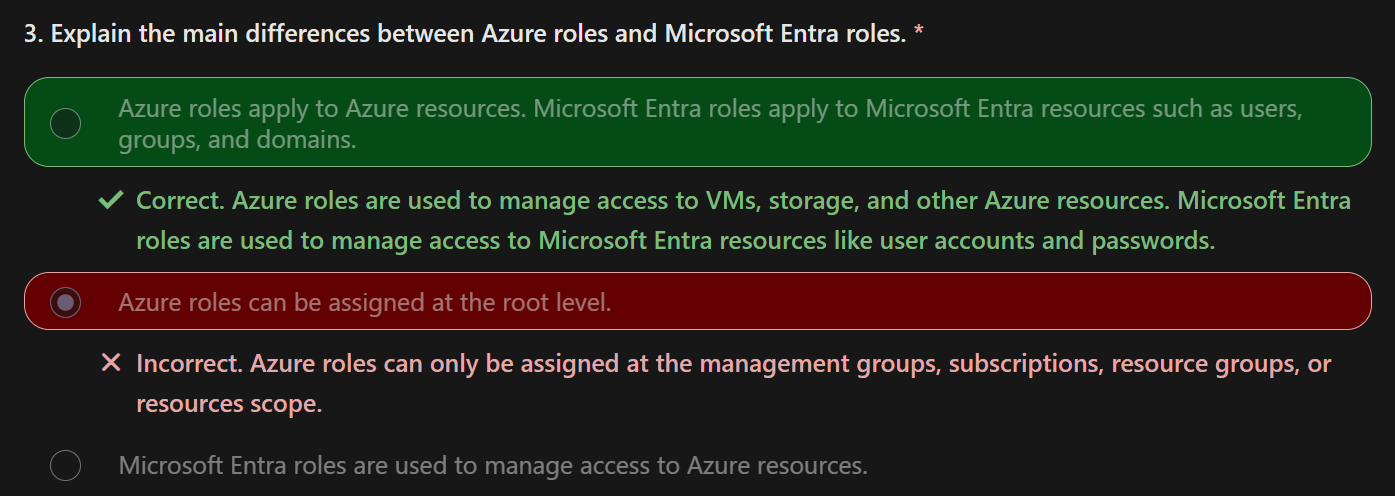 3. Explain the main differences between Azure roles and Microsoft Entra roles. *
Azure roles apply to Azure resources. Microsoft Entra roles apply to Microsoft Entra resources such as users,
groups, and domains.
Correct. Azure roles are used to manage access to VMs, storage, and other Azure resources. Microsoft Entra
roles are used to manage access to Microsoft Entra resources like user accounts and passwords.
Azure roles can be assigned at the root level.
Incorrect. Azure roles can only be assigned at the management groups, subscriptions, resource groups, or
resources scope.
Microsoft Entra roles are used to manage access to Azure resources.